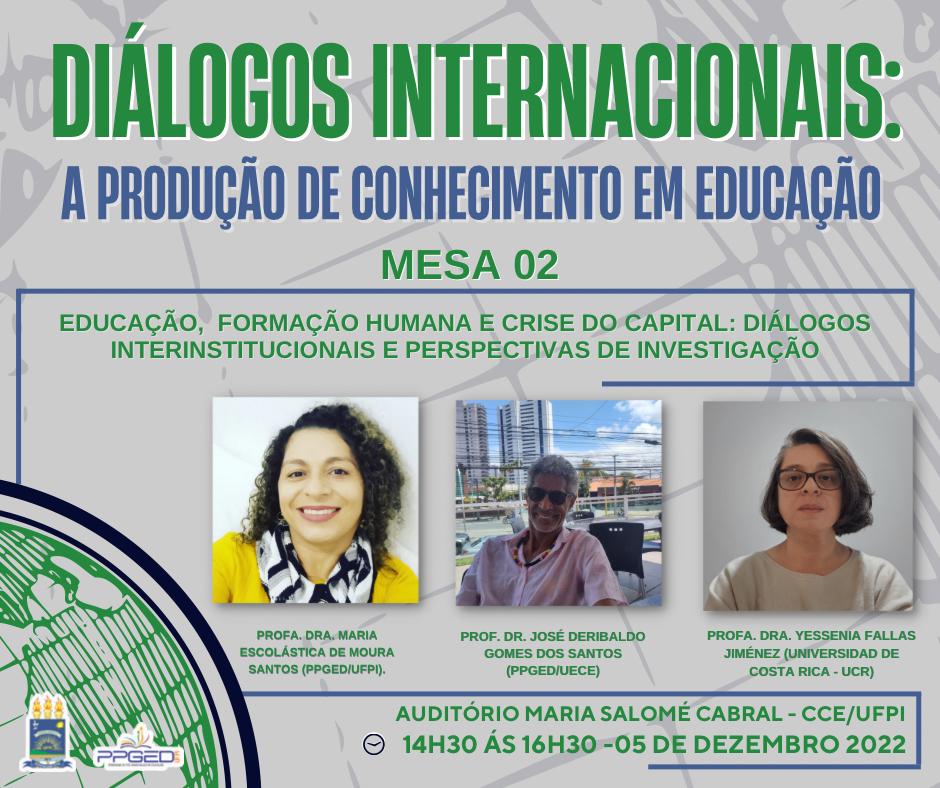 DIÁLOGOS INTERNACIONAIS:
A PRODUÇÃO DE CONHECIMENTO EM EDUCAÇÃO
MESA 02
EDUCAÇÃO, FORMAÇÃO HUMANA E CRISE DO CAPITAL: DIÁLOGOS
INTERINSTITUCIONAIS E PERSPECTIVAS DE INVESTIGAÇÃO
PROFA. DRA. MARIA
ESCOLÁSTICA DE MOURA
SANTOS (PPGED/UFPI).
PROF. DR. JOSÉ DERIBALDO
GOMES DOS SANTOS
(PPGED/UECE)
PROFA. DRA. YESSENIA FALLAS
JIMÉNEZ (UNIVERSIDAD DE
COSTA RICA - UCR)
AUDITÓRIO MARIA SALOMÉ CABRAL - CCE/UFPI
14H30 ÁS 16H30 -05 DE DEZEMBRO 2022
PPGED